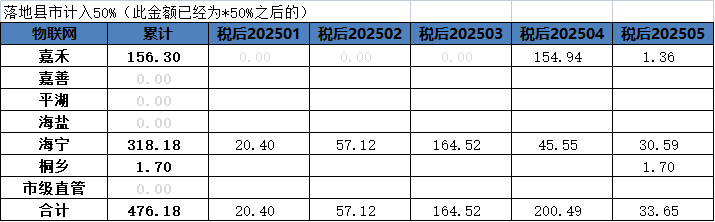 落地县市计入50%（此金额已经为*50%之后的）
物联网 累计 税后202501 税后202502 税后202503 税后202504 税后202505
嘉禾 156.30 0.00 0.00 0.00 154.94 1.36
嘉善 0.00
平湖 0.00
海盐 0.00
海宁 318.18 20.40 57.12 164.52 45.55 30.59
桐乡 1.70 1.70
市级直管 0.00
合计 476.18 20.40 57.12 164.52 200.49 33.65